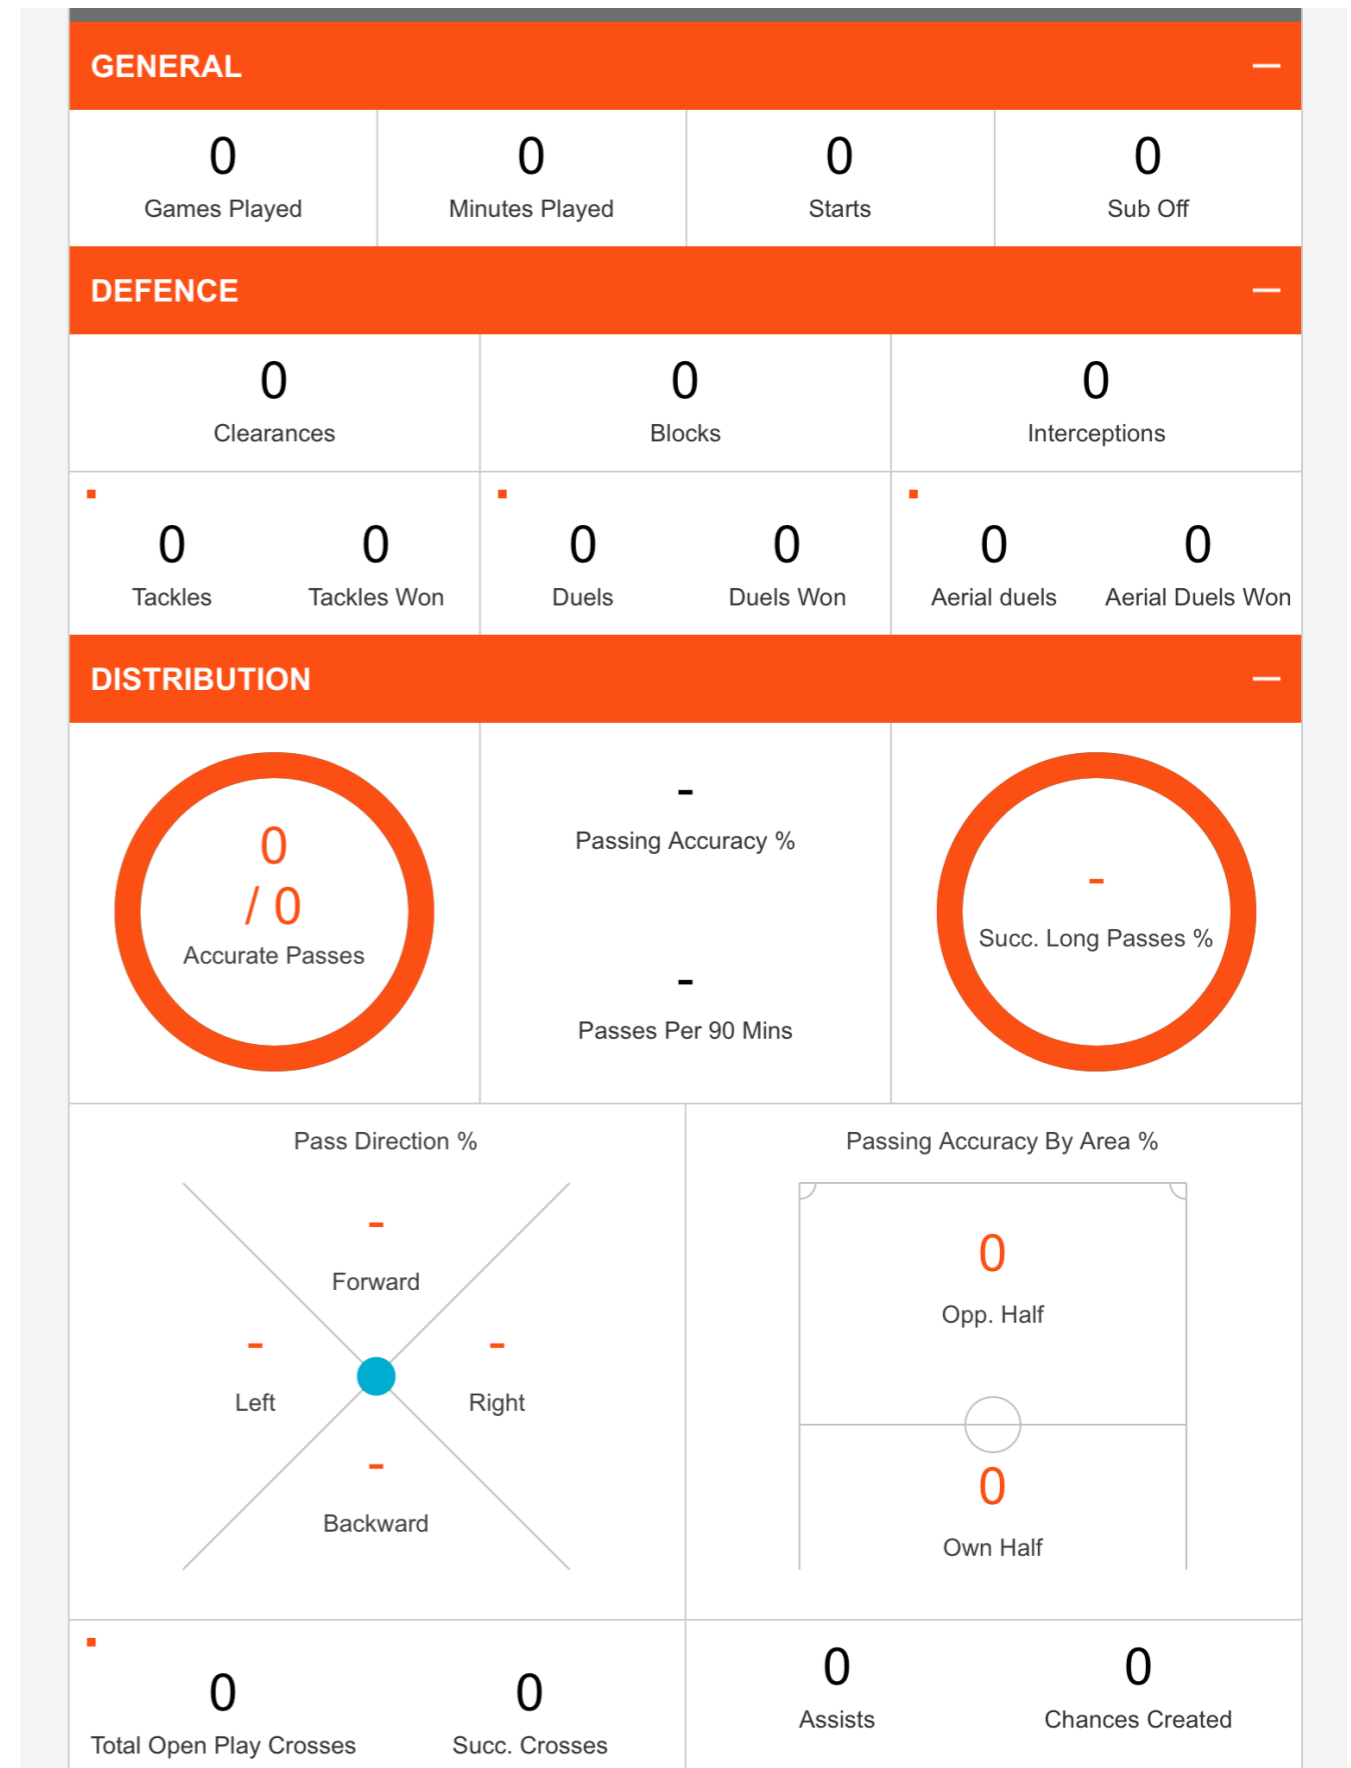 GENERAL
0 0 0 0
Games Played Minutes Played Starts Sub Off
DEFENCE
0 0 0
Clearances Blocks Interceptions
0 0 0 0 0 0
Tackles Tackles Won Duels Duels Won Aerial duels Aerial Duels Won
DISTRIBUTION
0
/ 0
Accurate Passes
-
Passing Accuracy %
-
Passes Per 90 Mins
-
Succ. Long Passes %
Pass Direction %
-
Forward
- -
Left Right
-
Backward
Passing Accuracy By Area %
0
Opp. Half
0
Own Half
0 0
Total Open Play Crosses Succ. Crosses
0 0
Assists Chances Created